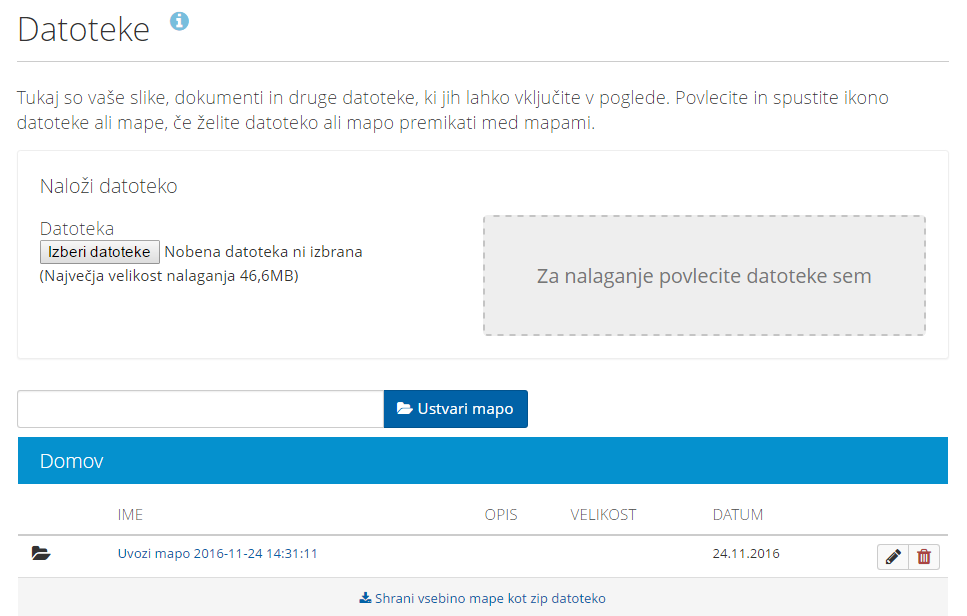 Datoteke
Tukaj so vaše slike, dokumenti in druge datoteke, ki jih lahko vključite v poglede. Povlecite in spustite ikono
datoteke ali mape, če želite datoteko ali mapo premikati med mapami.
Naloži datoteko
Datoteka
Izberi datoteke Nobena datoteka ni izbrana
(Največja velikost nalaganja 46,6MB)
Za nalaganje povlecite datoteke sem
Ustvari mapo
Domov
IME OPIS VELIKOST DATUM
Uvozi mapo 2016-11-24 14:31:11 24.11.2016
Shrani vsebino mape kot zip datoteko